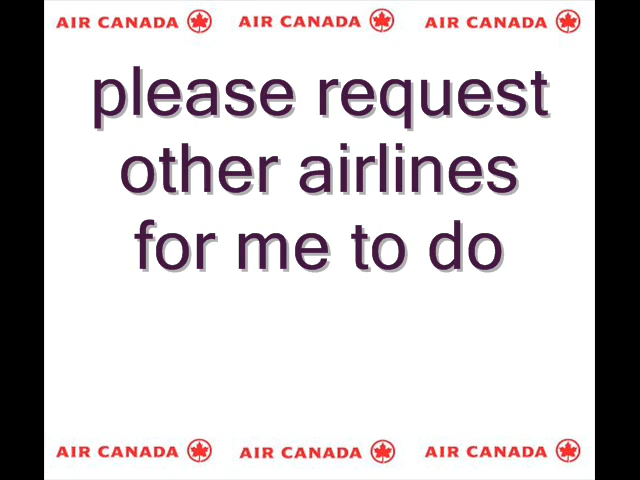 AIR CANADA AIR CANADA AIR CANADA
please request
other airlines
for me to do
AIR CANADA AIR CANADA AIR CANADA